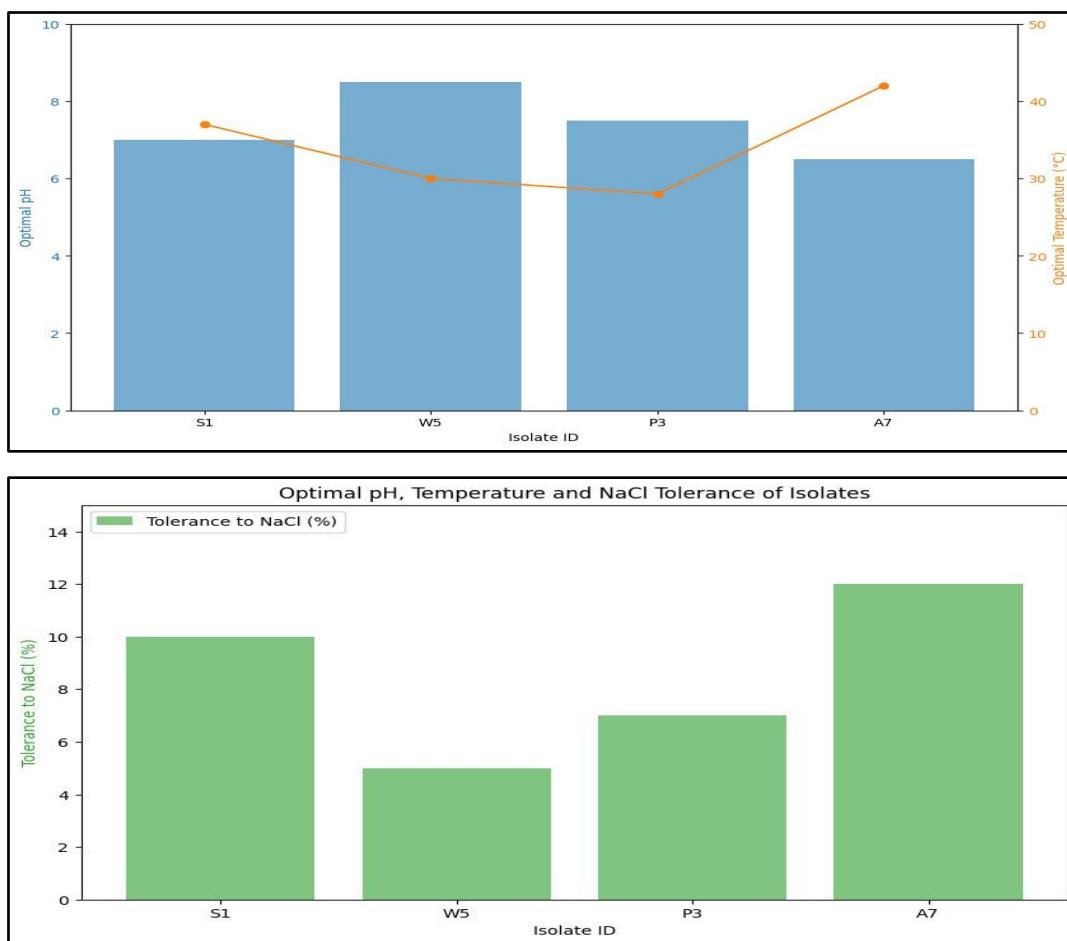 10
8
6
4
2
0
Optimal pH
50
40
30
20
10
0
Optimal Temperature (°C)
S1 W5 P3 A7
Isolate ID
Optimal pH, Temperature and NaCl Tolerance of Isolates
Tolerance to NaCl (%)
14
12
10
8
6
4
2
0
Tolerance to NaCl (%)
S1 W5 P3 A7
Isolate ID